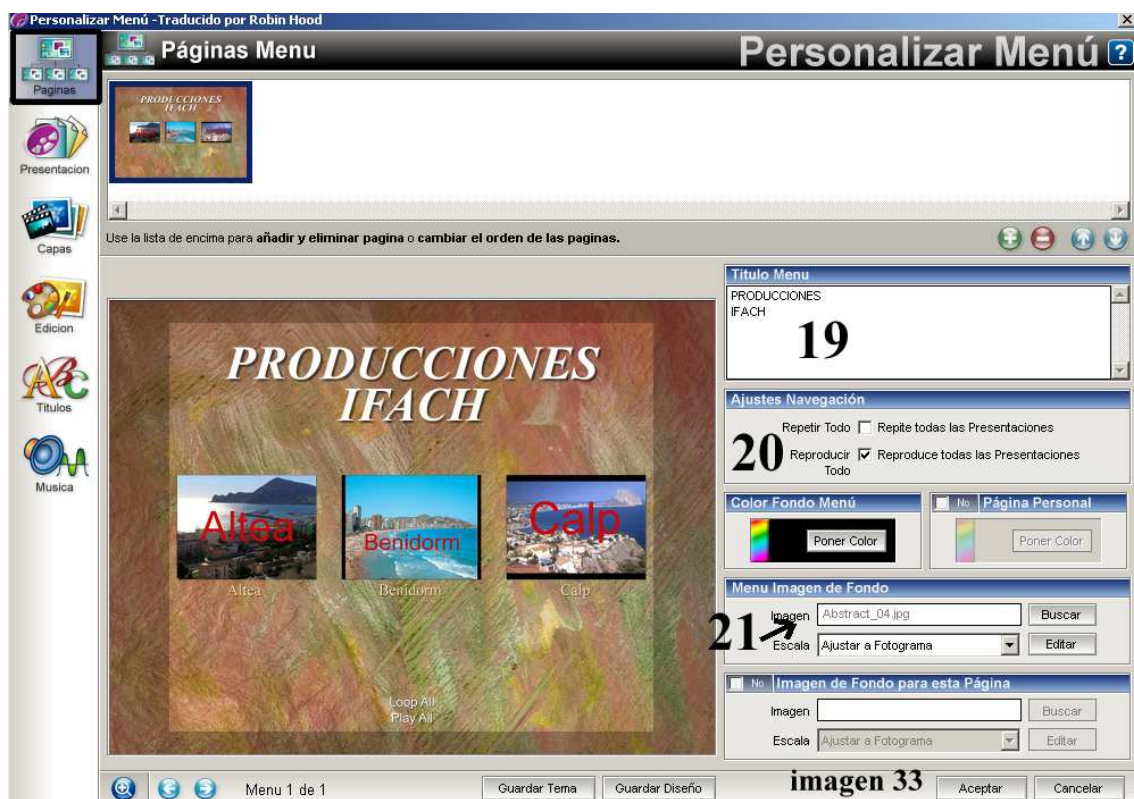 Personalizar Menú -Traducido por Robin Hood
Páginas Menu
Personalizar Menú
?
Paginas
Presentacion
Capas
Edicion
Titulos
Musica
PRODUCCIONES
IFACH
Use la lista de encima para añadir y eliminar pagina o cambiar el orden de las paginas.
PRODUCCIONES
IFACH
Altea
Benidorm
Calp
Altea
Benidorm
Calp
Loop All
Play All
Titulo Menu
PRODUCCIONES
IFACH
19
Ajustes Navegación
Repetir Todo Repite todas las Presentaciones
20
Reproducir Todo Reproduce todas las Presentaciones
Color Fondo Menú
Poner Color
No Página Personal
Poner Color
Menu Imagen de Fondo
Imagen Abstract_04.jpg Buscar
21
Escala Ajustar a Fotograma Editar
No Imagen de Fondo para esta Página
Imagen Buscar
Escala Ajustar a Fotograma Editar
Menu 1 de 1
Guardar Tema
Guardar Diseño
imagen 33
Aceptar
Cancelar